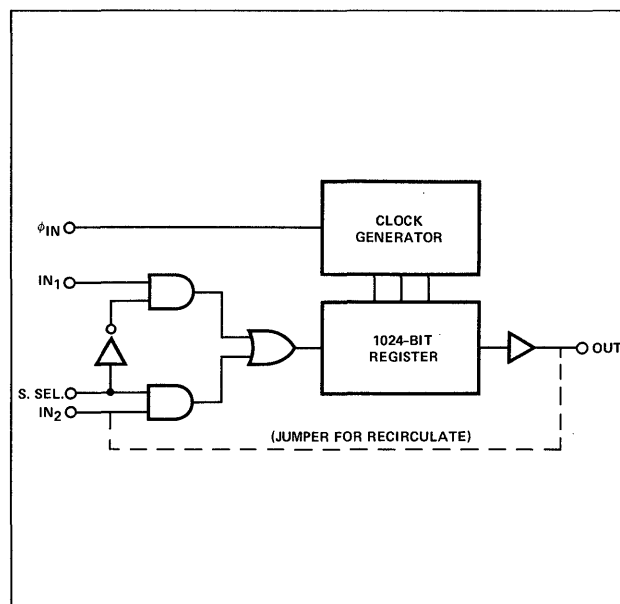 CLOCK
GENERATOR
ϕIN
IN1
1024-BIT
REGISTER
OUT
S. SEL.
IN2
(JUMPER FOR RECIRCULATE)